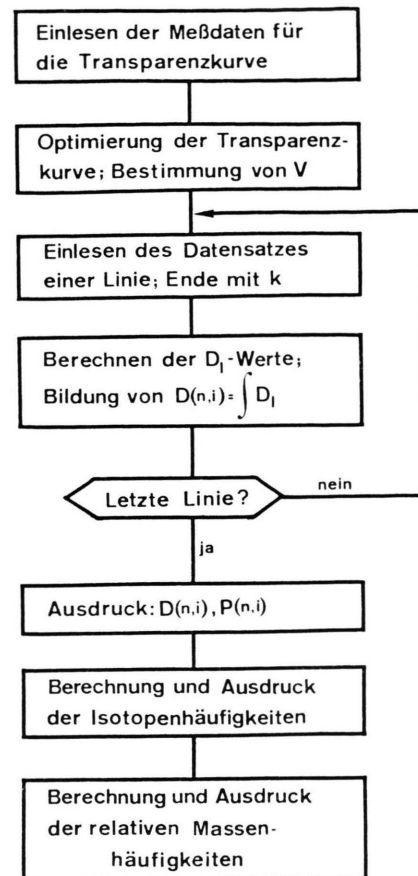 Einlesen der Meßdaten für
die Transparenzkurve
Optimierung der Transparenz-
kurve; Bestimmung von V
Einlesen des Datensatzes
einer Linie; Ende mit k
Berechnen der D_I-Werte;
Bildung von D(n,i)=∫D_I
Letzte Linie?
nein
ja
Ausdruck: D(n,i), P(n,i)
Berechnung und Ausdruck
der Isotopenhäufigkeiten
Berechnung und Ausdruck
der relativen Massen-
häufigkeiten